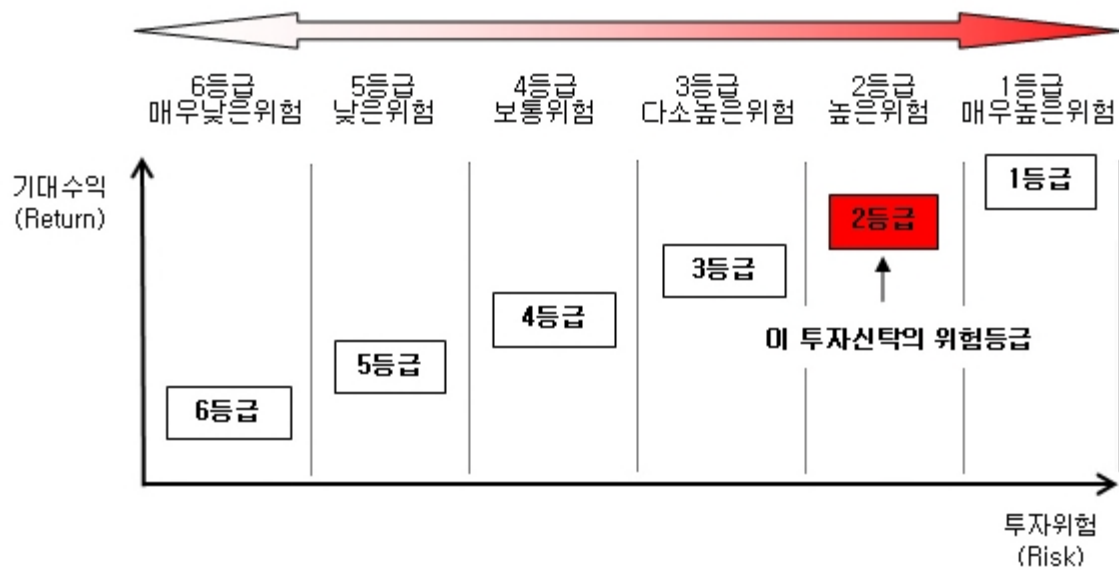 6등급 5등급 4등급 3등급 2등급 1등급
매우낮은위험 낮은위험 보통위험 다소높은위험 높은위험 매우높은위험
기대수익
(Return)
1등급
2등급
3등급
4등급
이 투자신탁의 위험등급
5등급
6등급
투자위험
(Risk)